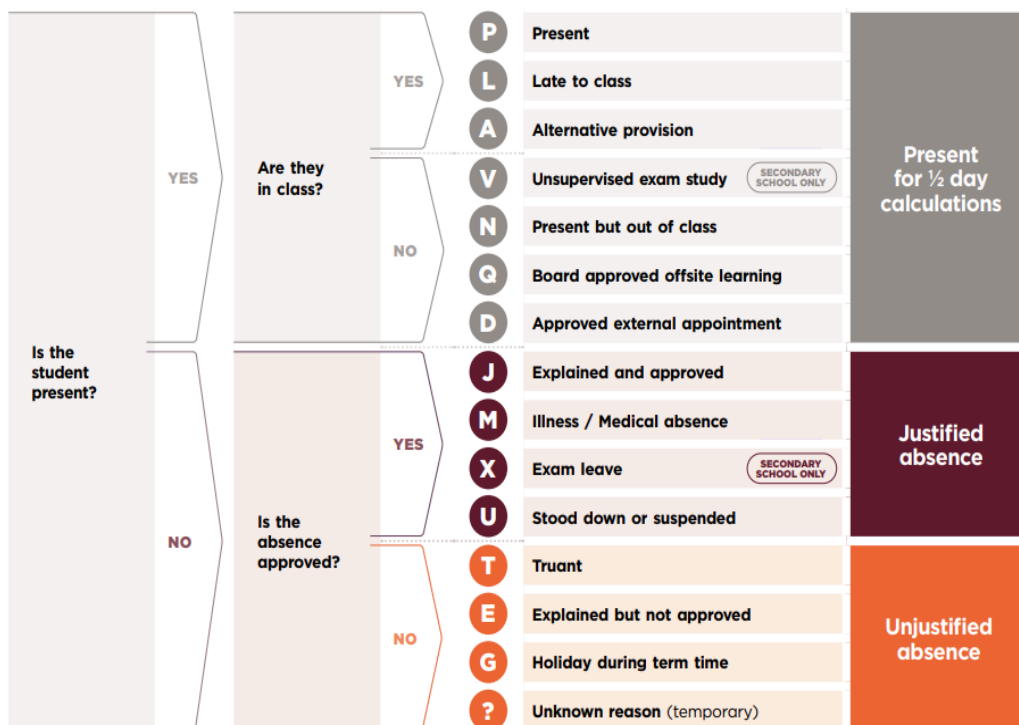 Is the
student
present?
YES
NO
Are they
in class?
YES
NO
Is the
absence
approved?
YES
NO
P Present
L Late to class
A Alternative provision
V Unsupervised exam study SECONDARY
SCHOOL ONLY
N Present but out of class
Q Board approved offsite learning
D Approved external appointment
Present
for ½ day
calculations
J Explained and approved
M Illness / Medical absence
X Exam leave SECONDARY
SCHOOL ONLY
U Stood down or suspended
Justified
absence
T Truant
E Explained but not approved
G Holiday during term time
? Unknown reason (temporary)
Unjustified
absence